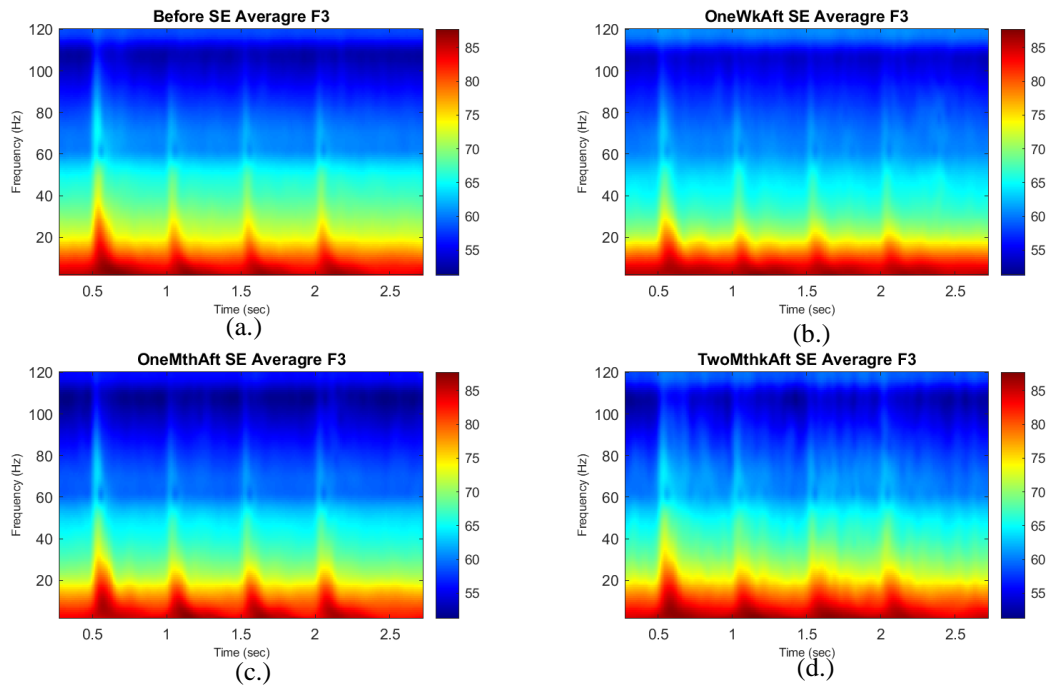 Before SE Averagre F3
120
100
80
60
40
20
Frequency (Hz)
0.5 1 1.5 2 2.5
Time (sec)
85
80
75
70
65
60
55
(a.)
OneWkAft SE Averagre F3
120
100
80
60
40
20
Frequency (Hz)
0.5 1 1.5 2 2.5
Time (sec)
85
80
75
70
65
60
55
(b.)
OneMthAft SE Averagre F3
120
100
80
60
40
20
Frequency (Hz)
0.5 1 1.5 2 2.5
Time (sec)
85
80
75
70
65
60
55
(c.)
TwoMthkAft SE Averagre F3
120
100
80
60
40
20
Frequency (Hz)
0.5 1 1.5 2 2.5
Time (sec)
85
80
75
70
65
60
55
(d.)